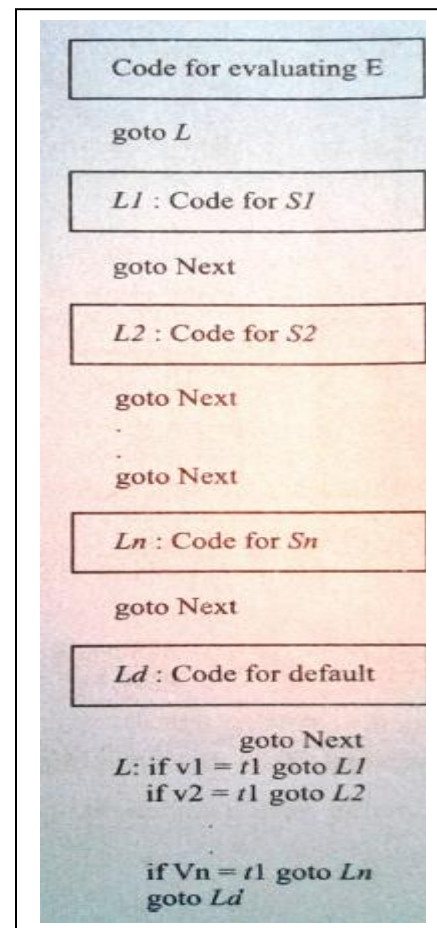 Code for evaluating E
goto L
L1 : Code for S1
goto Next
L2 : Code for S2
goto Next
.
.
goto Next
Ln : Code for Sn
goto Next
Ld : Code for default
goto Next
L: if v1 = t1 goto L1
if v2 = t1 goto L2
.
if Vn = t1 goto Ln
goto Ld